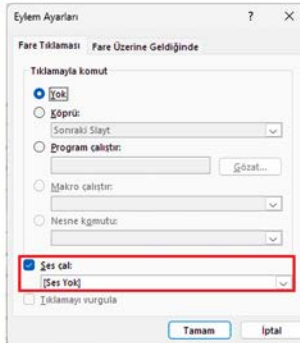 Eylem Ayarları ? ×
Fare Tıklaması Fare Üzerine Geldiğinde
Tıklamayla komut
Yok
Köprü:
Sonraki Slayt
Program çalıştır:
Gözat...
Makro çalıştır:
Nesne komutu:
Ses çal:
[Ses Yok]
Tıklamayı vurgula
Tamam İptal